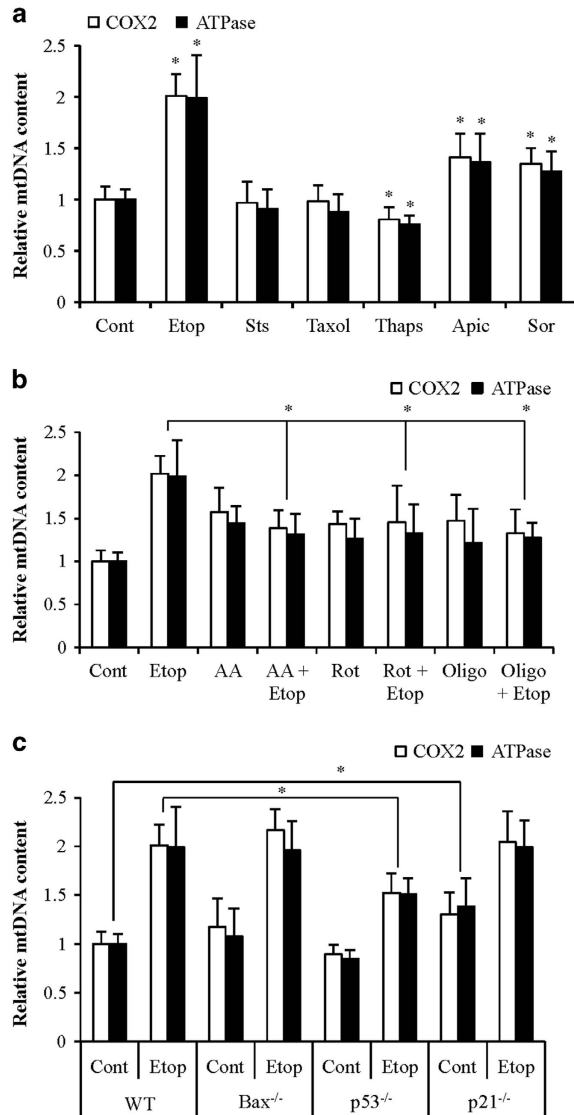 a
COX2 ATPase
Relative mtDNA content
2.5
2
1.5
1
0.5
0
* * * * * * * *
Cont Etop Sts Taxol Thaps Apic Sor
b
COX2 ATPase
Relative mtDNA content
2.5
2
1.5
1
0.5
0
* * *
Cont Etop AA AA + Etop Rot Rot + Etop Oligo Oligo + Etop
c
COX2 ATPase
Relative mtDNA content
2.5
2
1.5
1
0.5
0
*
*
Cont Etop Cont Etop Cont Etop Cont Etop
WT Bax-/- p53-/- p21-/-